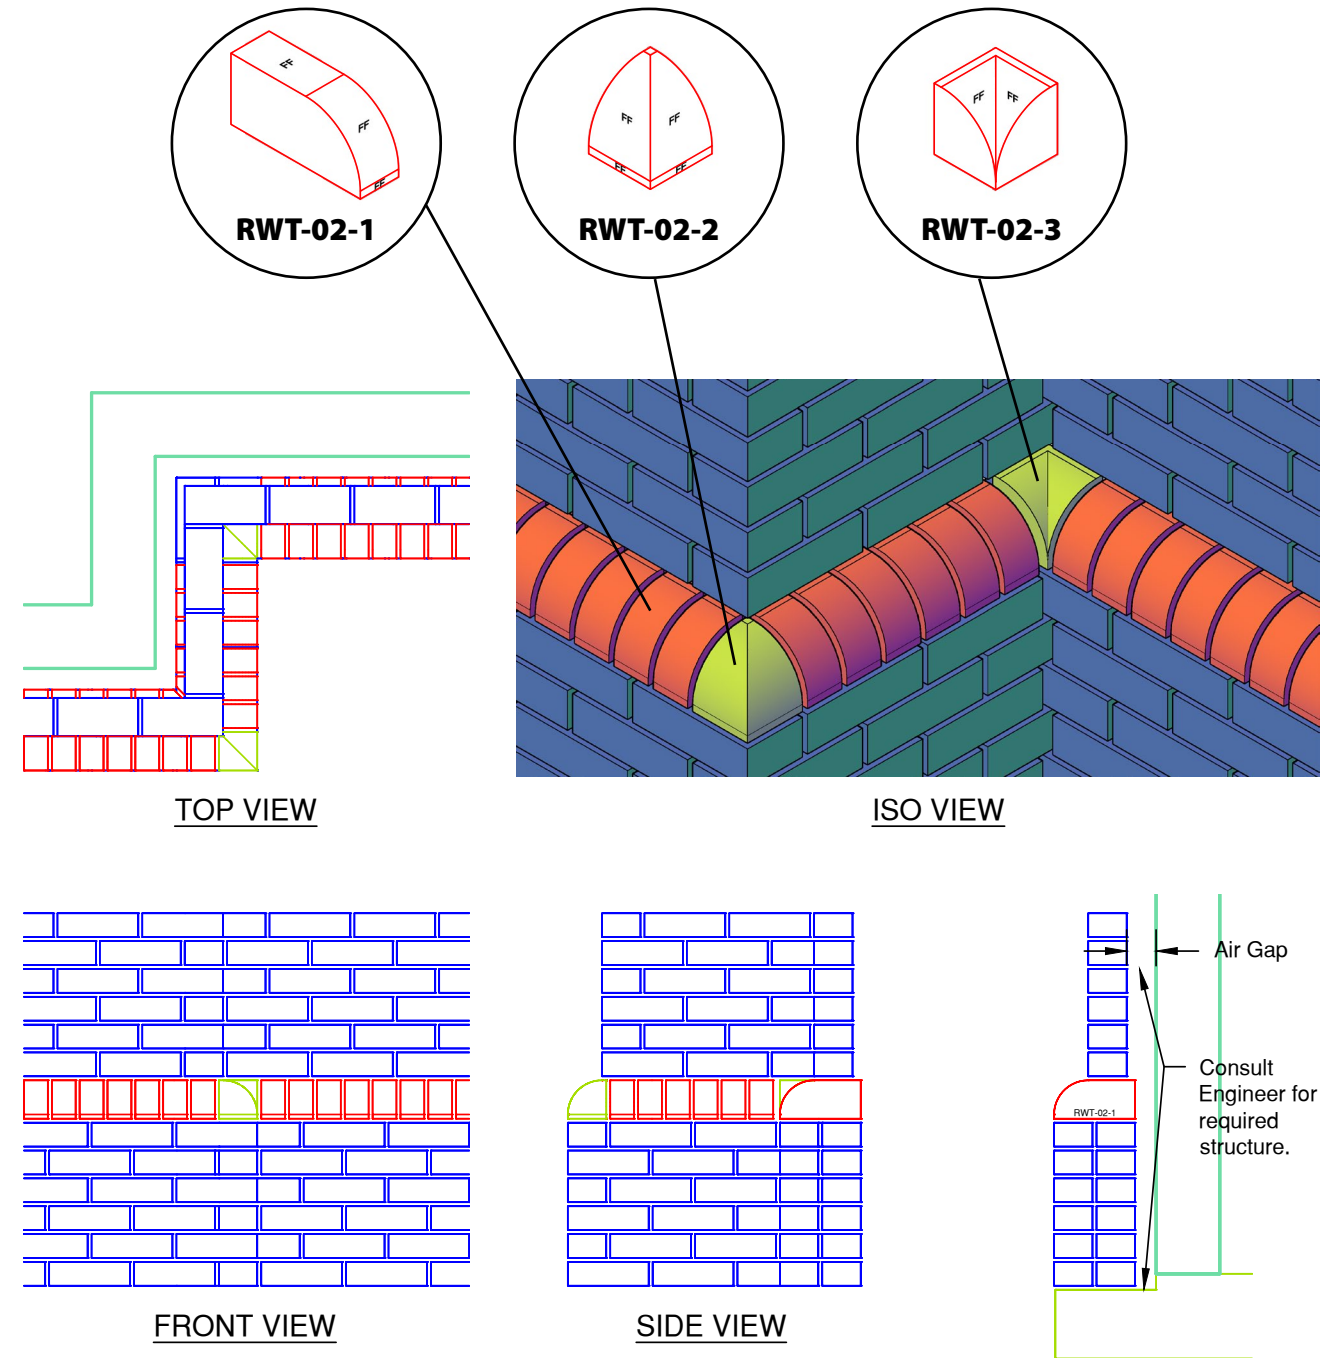 FF
FF
FF
RWT-02-1
FF
FF
FF
FF
RWT-02-2
FF
FF
RWT-02-3
TOP VIEW
ISO VIEW
Air Gap
Consult
Engineer for
required
structure.
RWT-02-1
FRONT VIEW
SIDE VIEW